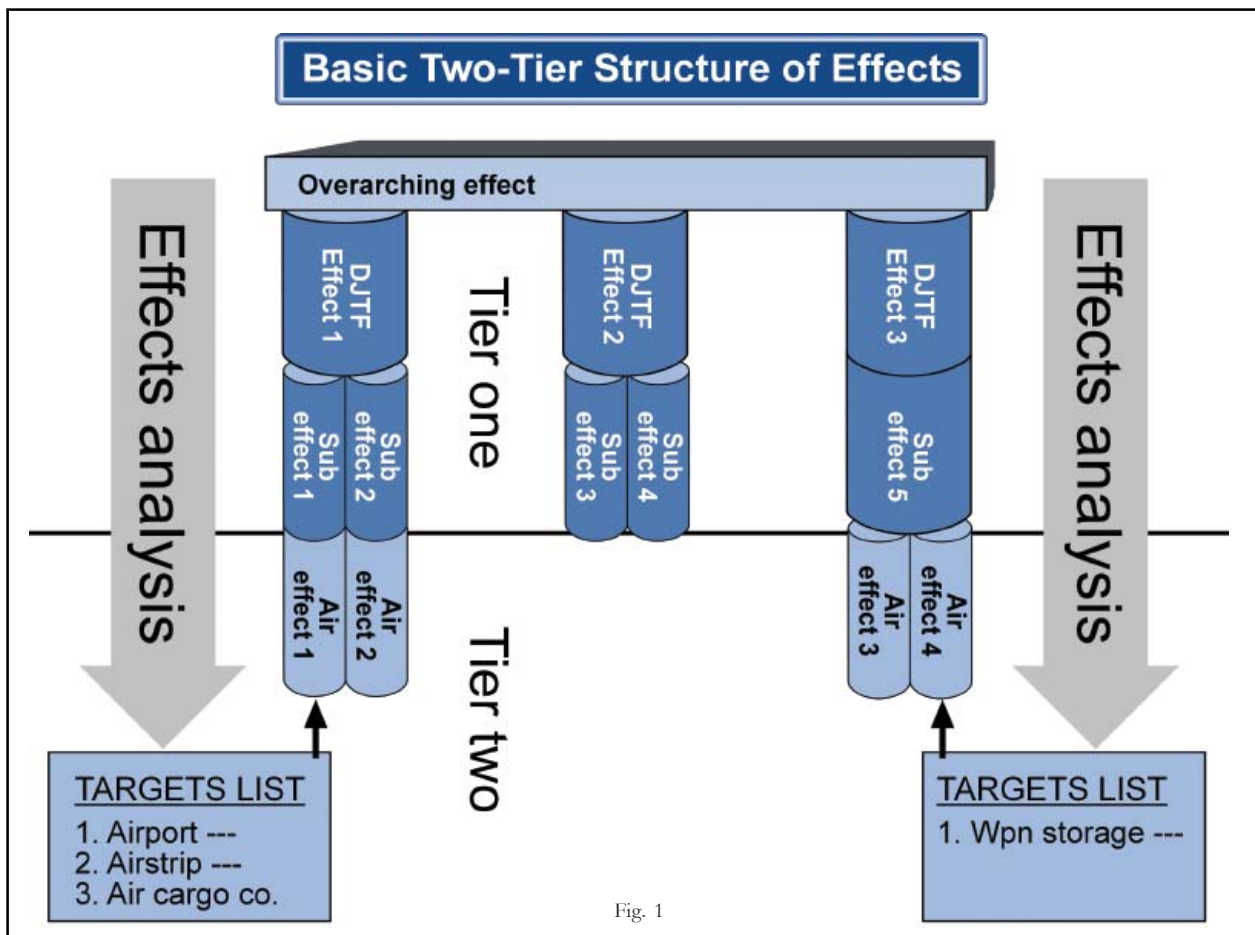 Basic Two-Tier Structure of Effects
Overarching effect
Effects analysis
DJTF
Effect 1
Sub
effect 1
Sub
effect 2
Air
effect 1
Air
effect 2
Tier one
Tier two
DJTF
Effect 2
Sub
effect 3
Sub
effect 4
DJTF
Effect 3
Sub
effect 5
Air
effect 3
Air
effect 4
Effects analysis
TARGETS LIST
1. Airport ---
2. Airstrip ---
3. Air cargo co.
TARGETS LIST
1. Wpn storage ---
Fig. 1